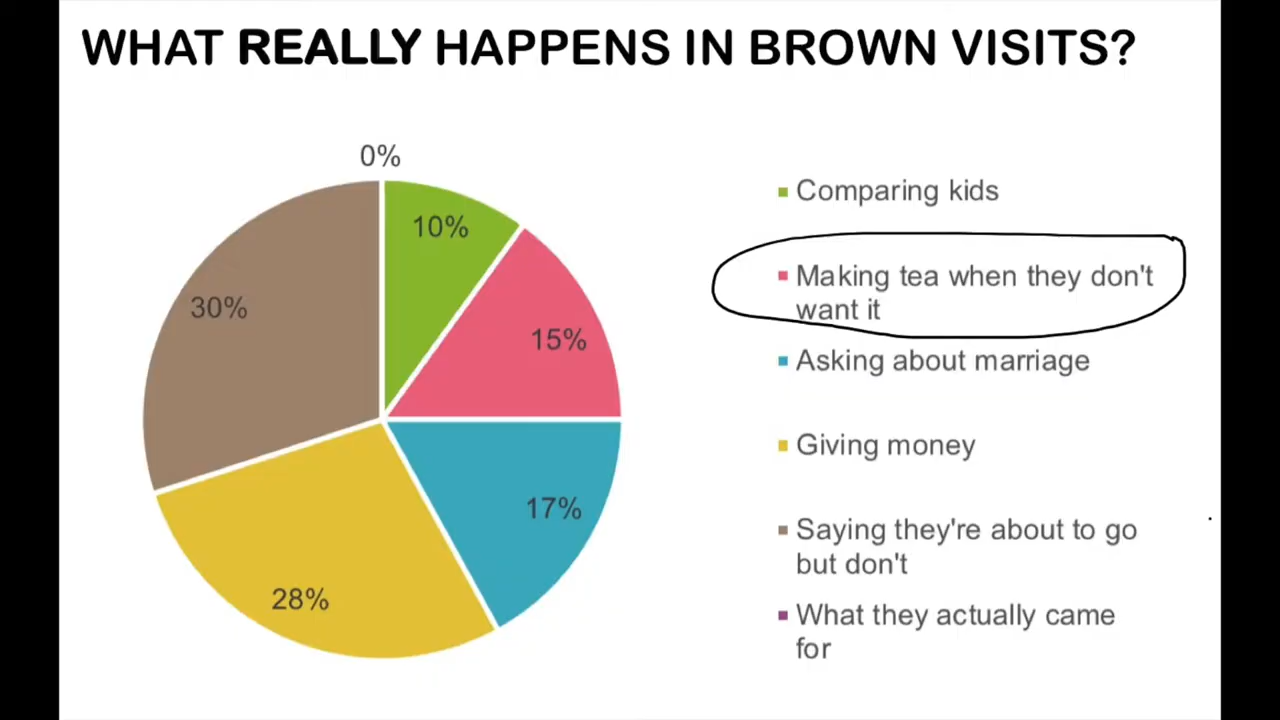 WHAT REALLY HAPPENS IN BROWN VISITS?
0%
10%
15%
17%
28%
30%
Comparing kids
Making tea when they don't
want it
Asking about marriage
Giving money
Saying they're about to go
but don't
What they actually came
for